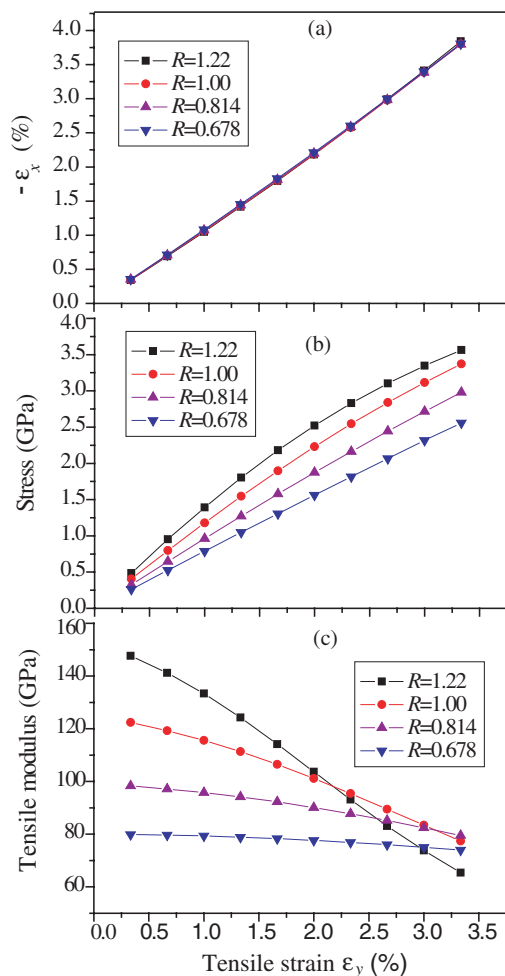 (a)
- ε_x (%)
4.0
3.5
3.0
2.5
2.0
1.5
1.0
0.5
0.0
R=1.22
R=1.00
R=0.814
R=0.678
(b)
Stress (GPa)
4.0
3.5
3.0
2.5
2.0
1.5
1.0
0.5
0.0
R=1.22
R=1.00
R=0.814
R=0.678
(c)
Tensile modulus (GPa)
160
140
120
100
80
60
R=1.22
R=1.00
R=0.814
R=0.678
0.0 0.5 1.0 1.5 2.0 2.5 3.0 3.5
Tensile strain ε_y (%)